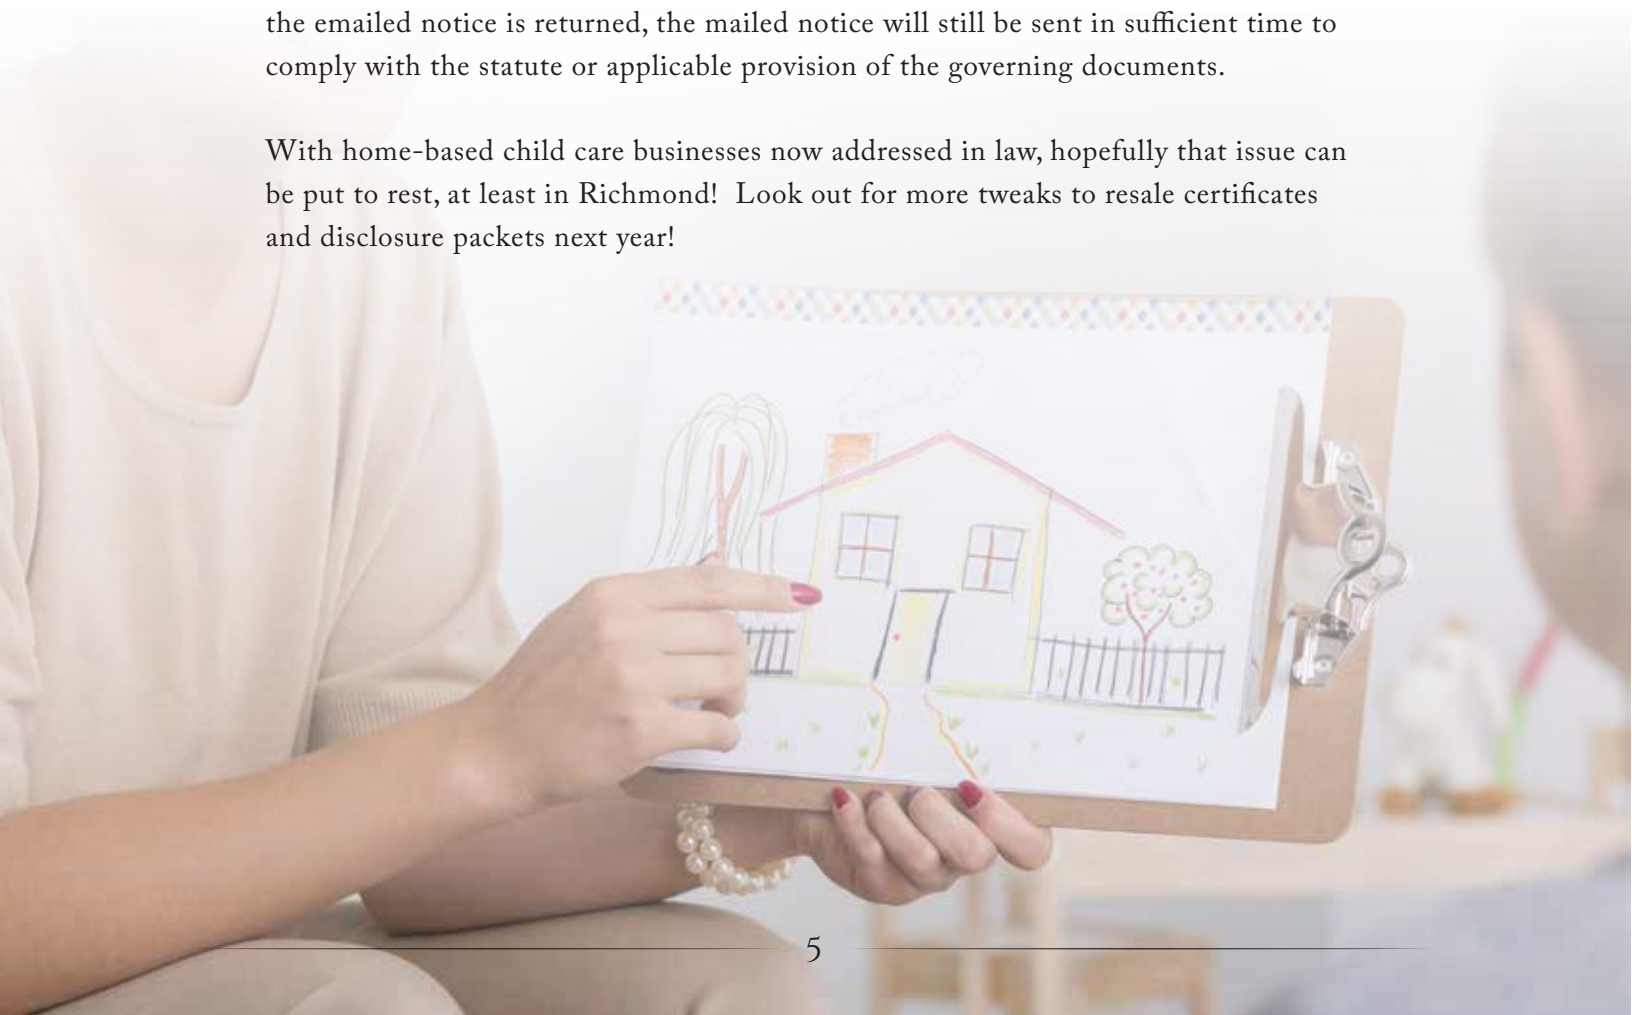 the emailed notice is returned, the mailed notice will still be sent in sufficient time to
comply with the statute or applicable provision of the governing documents.
With home-based child care businesses now addressed in law, hopefully that issue can
be put to rest, at least in Richmond!  Look out for more tweaks to resale certificates
and disclosure packets next year!
5